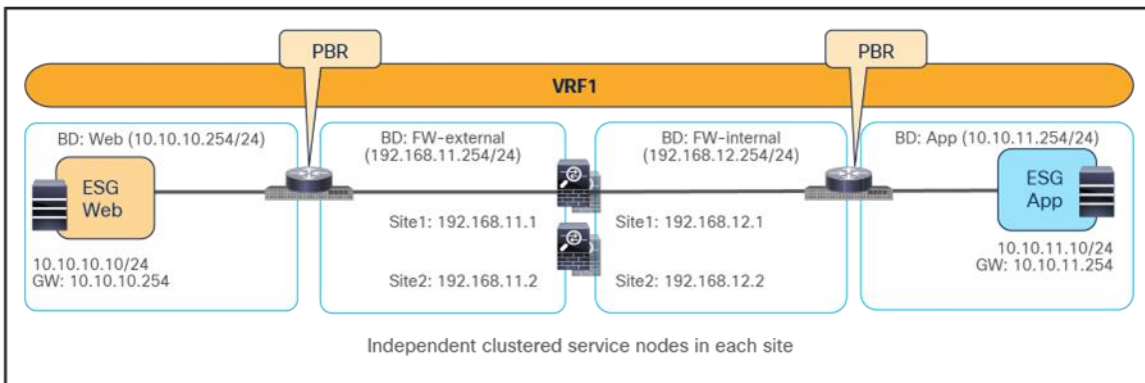 PBR
PBR
VRF1
BD: Web (10.10.10.254/24)
BD: FW-external
(192.168.11.254/24)
BD: FW-internal
(192.168.12.254/24)
BD: App (10.10.11.254/24)
ESG
Web
ESG
App
Site1: 192.168.11.1
Site1: 192.168.12.1
10.10.10.10/24
GW: 10.10.10.254
10.10.11.10/24
GW: 10.10.11.254
Site2: 192.168.11.2
Site2: 192.168.12.2
Independent clustered service nodes in each site